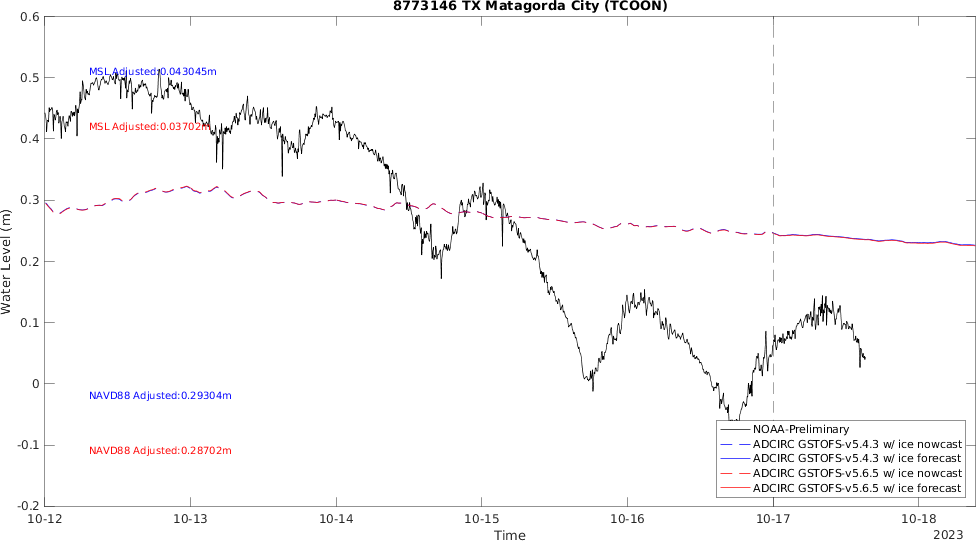 8773146 TX Matagorda City (TCOON)
Water Level (m)
0.6
0.5
0.4
0.3
0.2
0.1
0
-0.1
-0.2
MSL Adjusted:0.043045m
MSL Adjusted:0.03702m
NAVD88 Adjusted:0.29304m
NAVD88 Adjusted:0.28702m
NOAA-Preliminary
ADCIRC GSTOFS-v5.4.3 w/ ice nowcast
ADCIRC GSTOFS-v5.4.3 w/ ice forecast
ADCIRC GSTOFS-v5.6.5 w/ ice nowcast
ADCIRC GSTOFS-v5.6.5 w/ ice forecast
10-12 10-13 10-14 10-15 10-16 10-17 10-18
Time
2023